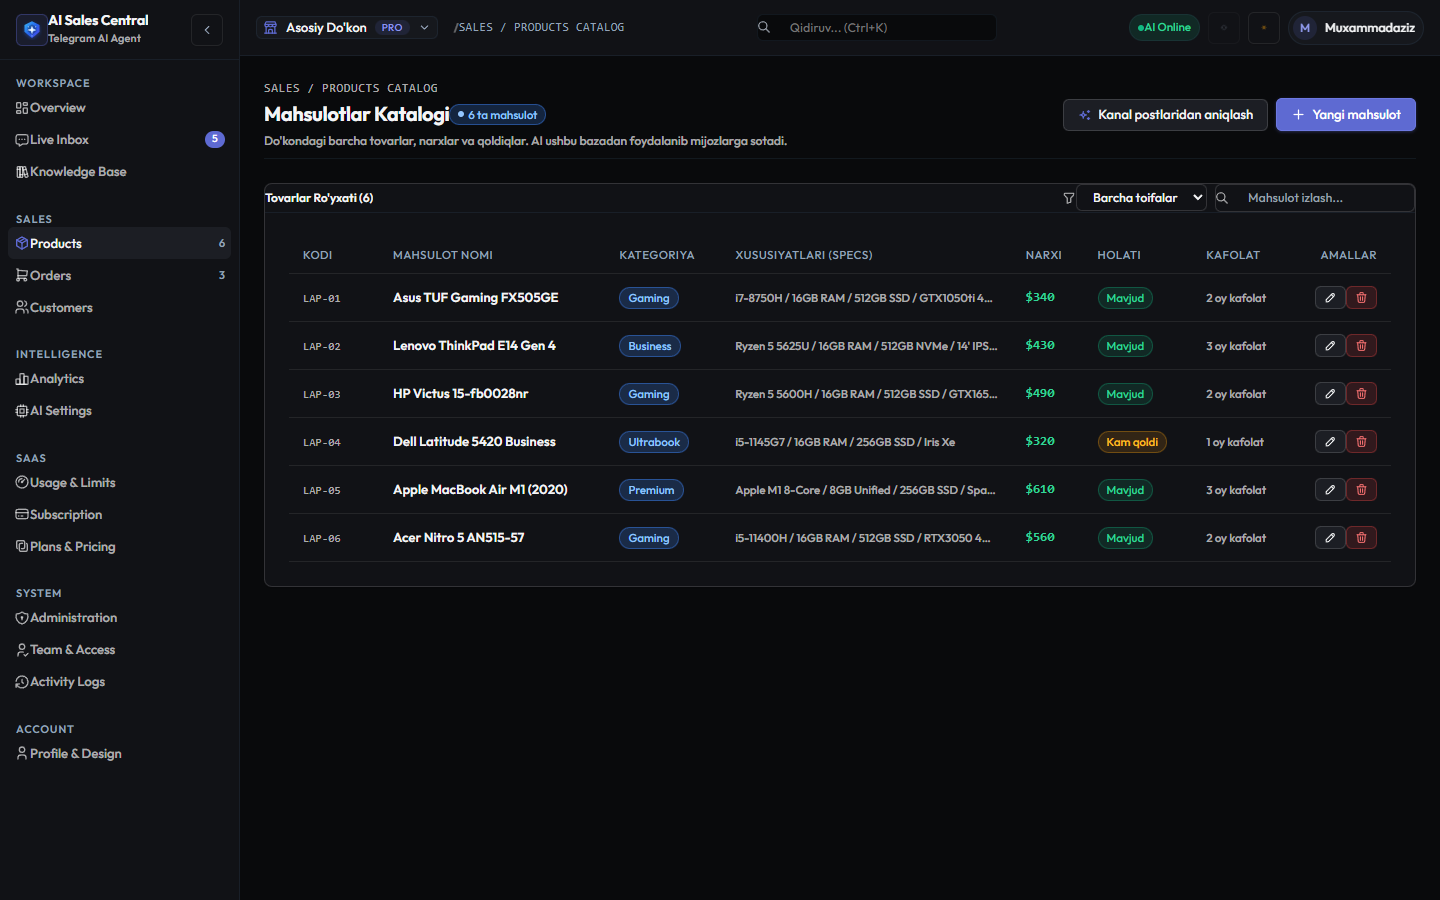 AI Sales Central
Telegram AI Agent
WORKSPACE
Overview
Live Inbox 5
Knowledge Base
SALES
Products 6
Orders 3
Customers
INTELLIGENCE
Analytics
AI Settings
SAAS
Usage & Limits
Subscription
Plans & Pricing
SYSTEM
Administration
Team & Access
Activity Logs
ACCOUNT
Profile & Design
Asosiy Do'kon PRO /SALES / PRODUCTS CATALOG Qidiruv... (Ctrl+K) AI Online M Muxammadaziz
SALES / PRODUCTS CATALOG
Mahsulotlar Katalogi 6 ta mahsulot
Do'kondagi barcha tovarlar, narxlar va qoldiqlar. AI ushbu bazadan foydalanib mijozlarga sotadi.
Kanal postlaridan aniqlash
Yangi mahsulot
Tovarlar Ro'yxati (6) Barcha toifalar Mahsulot izlash...
KODI MAHSULOT NOMI KATEGORIYA XUSUSIYATLARI (SPECS) NARXI HOLATI KAFOLAT AMALLAR
LAP-01 Asus TUF Gaming FX505GE Gaming i7-8750H / 16GB RAM / 512GB SSD / GTX1050ti 4... $340 Mavjud 2 oy kafolat
LAP-02 Lenovo ThinkPad E14 Gen 4 Business Ryzen 5 5625U / 16GB RAM / 512GB NVMe / 14' IPS... $430 Mavjud 3 oy kafolat
LAP-03 HP Victus 15-fb0028nr Gaming Ryzen 5 5600H / 16GB RAM / 512GB SSD / GTX165... $490 Mavjud 2 oy kafolat
LAP-04 Dell Latitude 5420 Business Ultrabook i5-1145G7 / 16GB RAM / 256GB SSD / Iris Xe $320 Kam qoldi 1 oy kafolat
LAP-05 Apple MacBook Air M1 (2020) Premium Apple M1 8-Core / 8GB Unified / 256GB SSD / Spa... $610 Mavjud 3 oy kafolat
LAP-06 Acer Nitro 5 AN515-57 Gaming i5-11400H / 16GB RAM / 512GB SSD / RTX3050 4... $560 Mavjud 2 oy kafolat